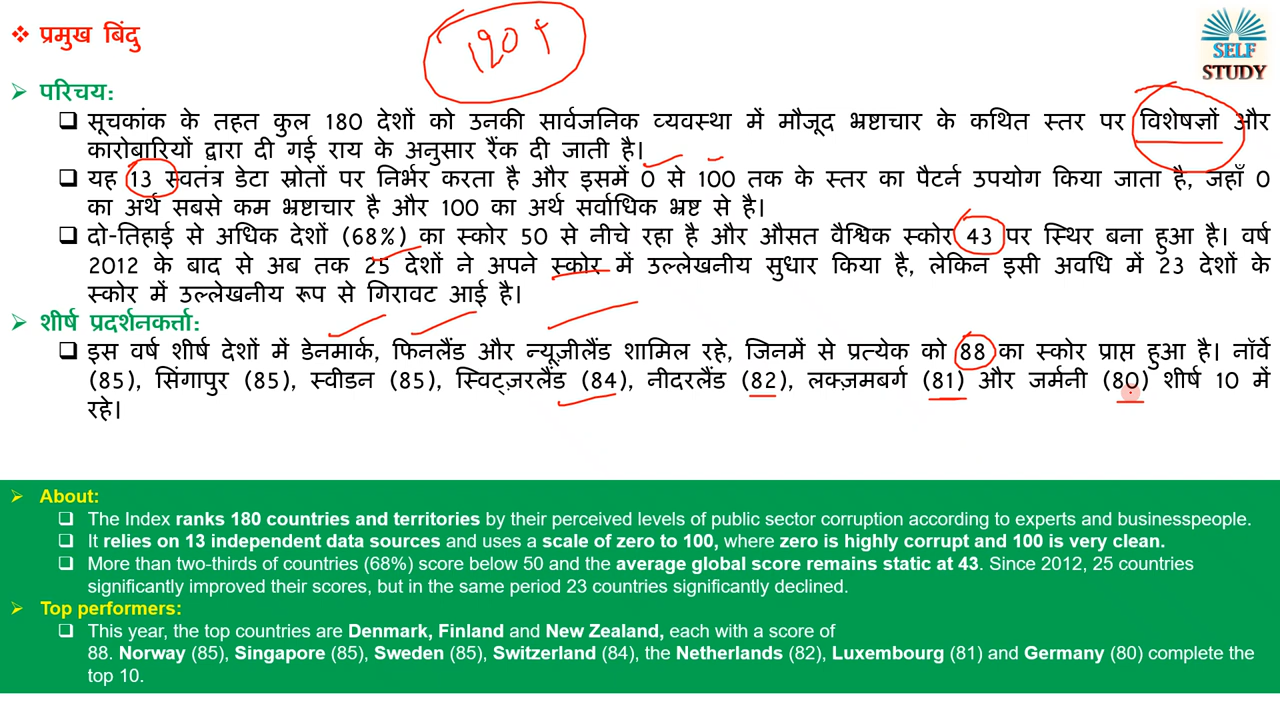 ❖ प्रमुख बिंदु
120 +
SELF
STUDY
➢ परिचय:
❑ सूचकांक के तहत कुल 180 देशों को उनकी सार्वजनिक व्यवस्था में मौजूद भ्रष्टाचार के कथित स्तर पर विशेषज्ञों और
कारोबारियों द्वारा दी गई राय के अनुसार रैंक दी जाती है।
❑ यह 13 स्वतंत्र डेटा स्रोतों पर निर्भर करता है और इसमें 0 से 100 तक के स्तर का पैटर्न उपयोग किया जाता है, जहाँ 0
का अर्थ सबसे कम भ्रष्टाचार है और 100 का अर्थ सर्वाधिक भ्रष्ट से है।
❑ दो-तिहाई से अधिक देशों (68%) का स्कोर 50 से नीचे रहा है और औसत वैश्विक स्कोर 43 पर स्थिर बना हुआ है। वर्ष
2012 के बाद से अब तक 25 देशों ने अपने स्कोर में उल्लेखनीय सुधार किया है, लेकिन इसी अवधि में 23 देशों के
स्कोर में उल्लेखनीय रूप से गिरावट आई है।
➢ शीर्ष प्रदर्शनकर्त्ता:
❑ इस वर्ष शीर्ष देशों में डेनमार्क, फिनलैंड और न्यूज़ीलैंड शामिल रहे, जिनमें से प्रत्येक को 88 का स्कोर प्राप्त हुआ है। नॉर्वे
(85), सिंगापुर (85), स्वीडन (85), स्विट्ज़रलैंड (84), नीदरलैंड (82), लक्ज़मबर्ग (81) और जर्मनी (80) शीर्ष 10 में
रहे।
➢ About:
❑ The Index ranks 180 countries and territories by their perceived levels of public sector corruption according to experts and businesspeople.
❑ It relies on 13 independent data sources and uses a scale of zero to 100, where zero is highly corrupt and 100 is very clean.
❑ More than two-thirds of countries (68%) score below 50 and the average global score remains static at 43. Since 2012, 25 countries
significantly improved their scores, but in the same period 23 countries significantly declined.
➢ Top performers:
❑ This year, the top countries are Denmark, Finland and New Zealand, each with a score of
88. Norway (85), Singapore (85), Sweden (85), Switzerland (84), the Netherlands (82), Luxembourg (81) and Germany (80) complete the
top 10.